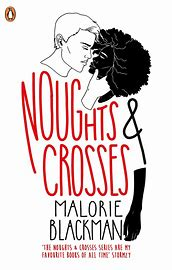 NOUGHTS &
CROSSES
MALORIE
BLACKMAN
'THE NOUGHTS & CROSSES SERIES ARE MY
FAVOURITE BOOKS OF ALL TIME' STORMZY